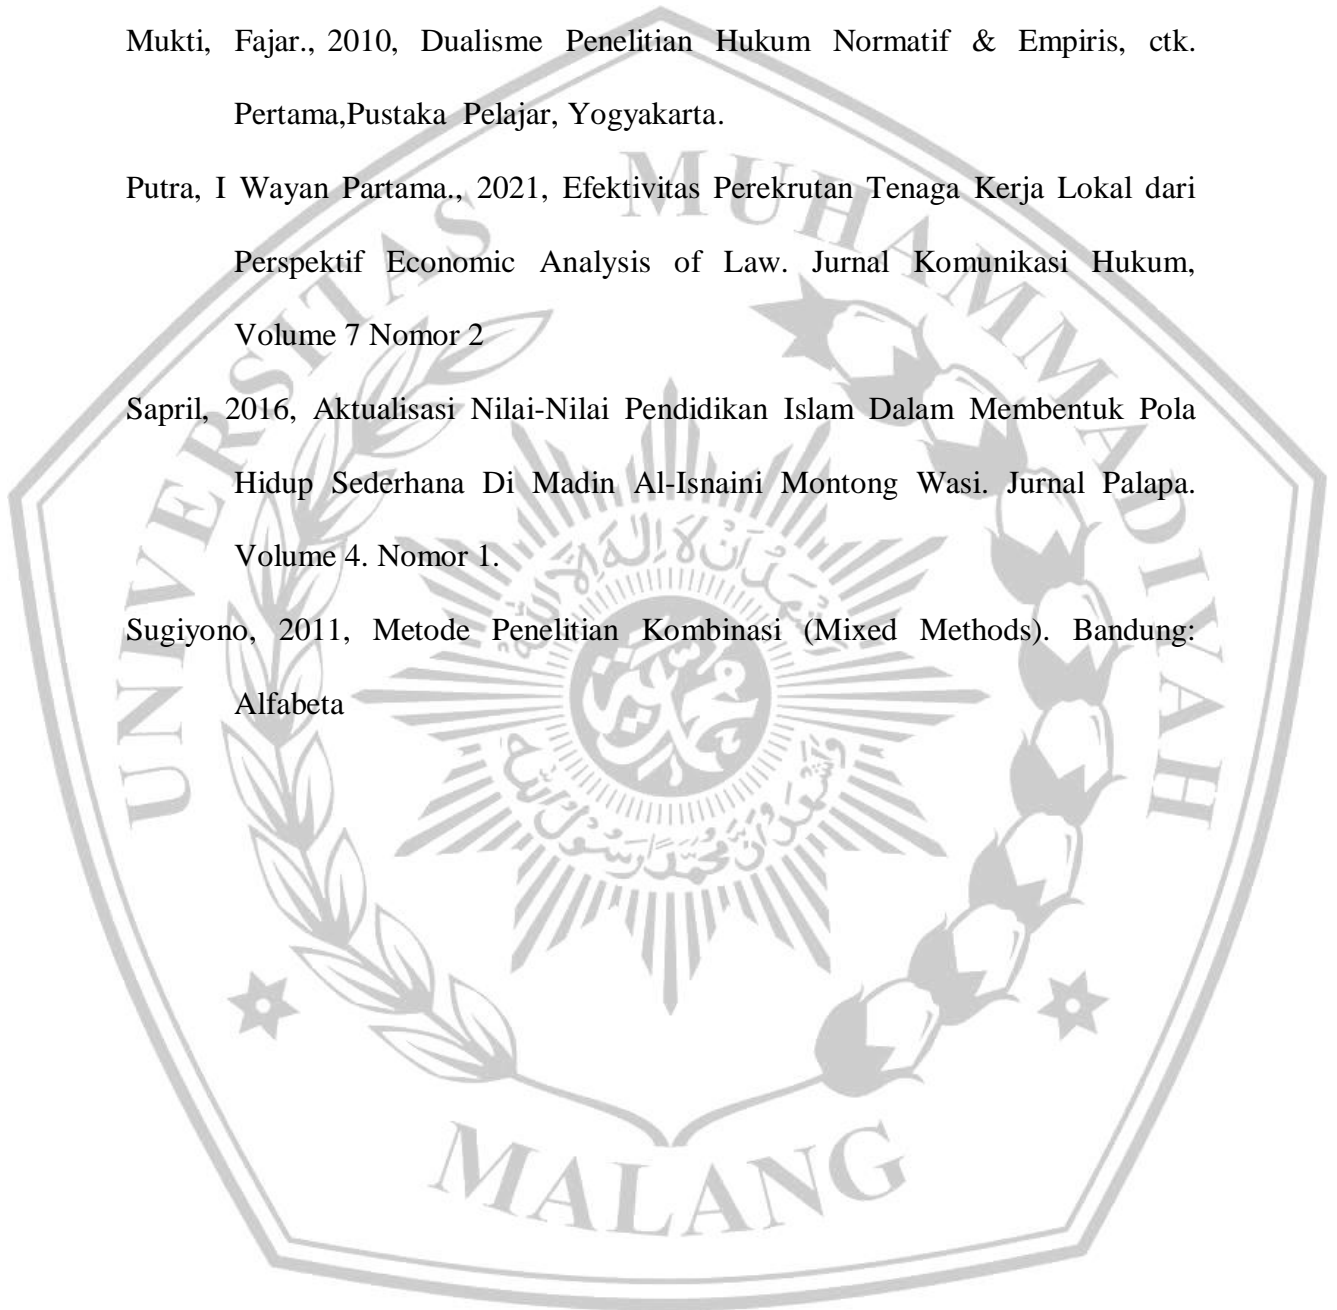 Mukti, Fajar., 2010, Dualisme Penelitian Hukum Normatif & Empiris, ctk.
Pertama,Pustaka Pelajar, Yogyakarta.
Putra, I Wayan Partama., 2021, Efektivitas Perekrutan Tenaga Kerja Lokal dari
Perspektif Economic Analysis of Law. Jurnal Komunikasi Hukum,
Volume 7 Nomor 2
Sapril, 2016, Aktualisasi Nilai-Nilai Pendidikan Islam Dalam Membentuk Pola
Hidup Sederhana Di Madin Al-Isnaini Montong Wasi. Jurnal Palapa.
Volume 4. Nomor 1.
Sugiyono, 2011, Metode Penelitian Kombinasi (Mixed Methods). Bandung:
Alfabeta
UNIVERSITAS MUHAMMADIYAH
MALANG